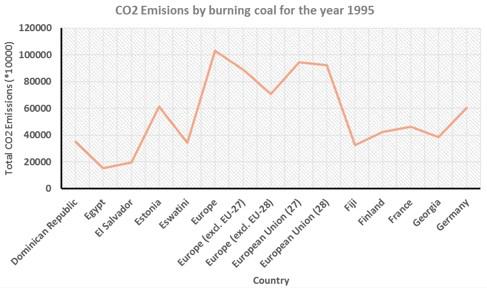 CO2 Emisions by burning coal for the year 1995
Total CO2 Emissions (*10000)
120000
100000
80000
60000
40000
20000
0
Dominican Republic
Egypt
El Salvador
Estonia
Eswatini
Europe
Europe (excl. EU-27)
Europe (excl. EU-28)
European Union (27)
European Union (28)
Fiji
Finland
France
Georgia
Germany
Country